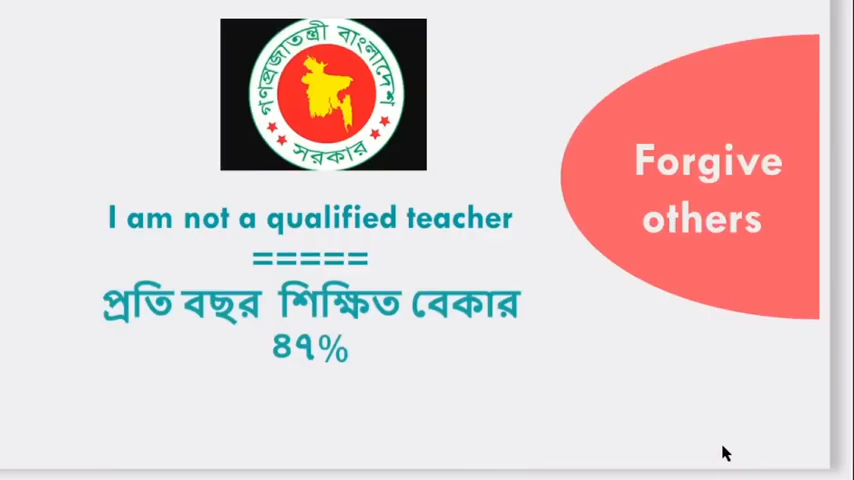 গণপ্রজাতন্ত্রী বাংলাদেশ
সরকার
I am not a qualified teacher
=====
প্রতি বছর শিক্ষিত বেকার
৪৭%
Forgive
others